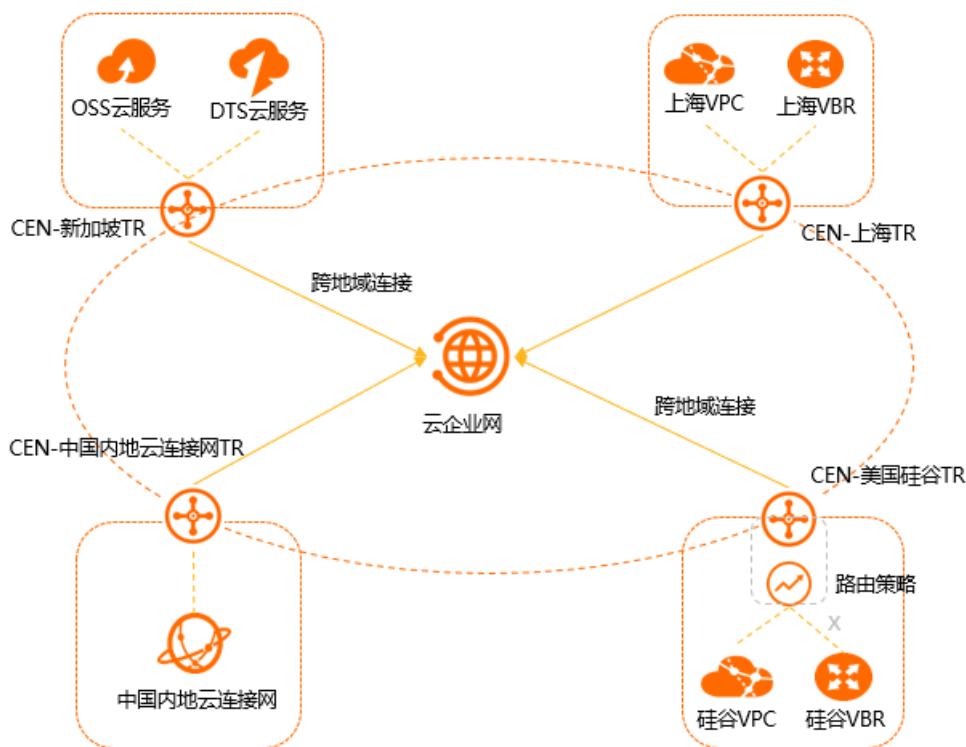 OSS云服务
DTS云服务
上海VPC
上海VBR
CEN-新加坡TR
CEN-上海TR
跨地域连接
云企业网
跨地域连接
CEN-中国内地云连接网TR
CEN-美国硅谷TR
路由策略
X
中国内地云连接网
硅谷VPC
硅谷VBR